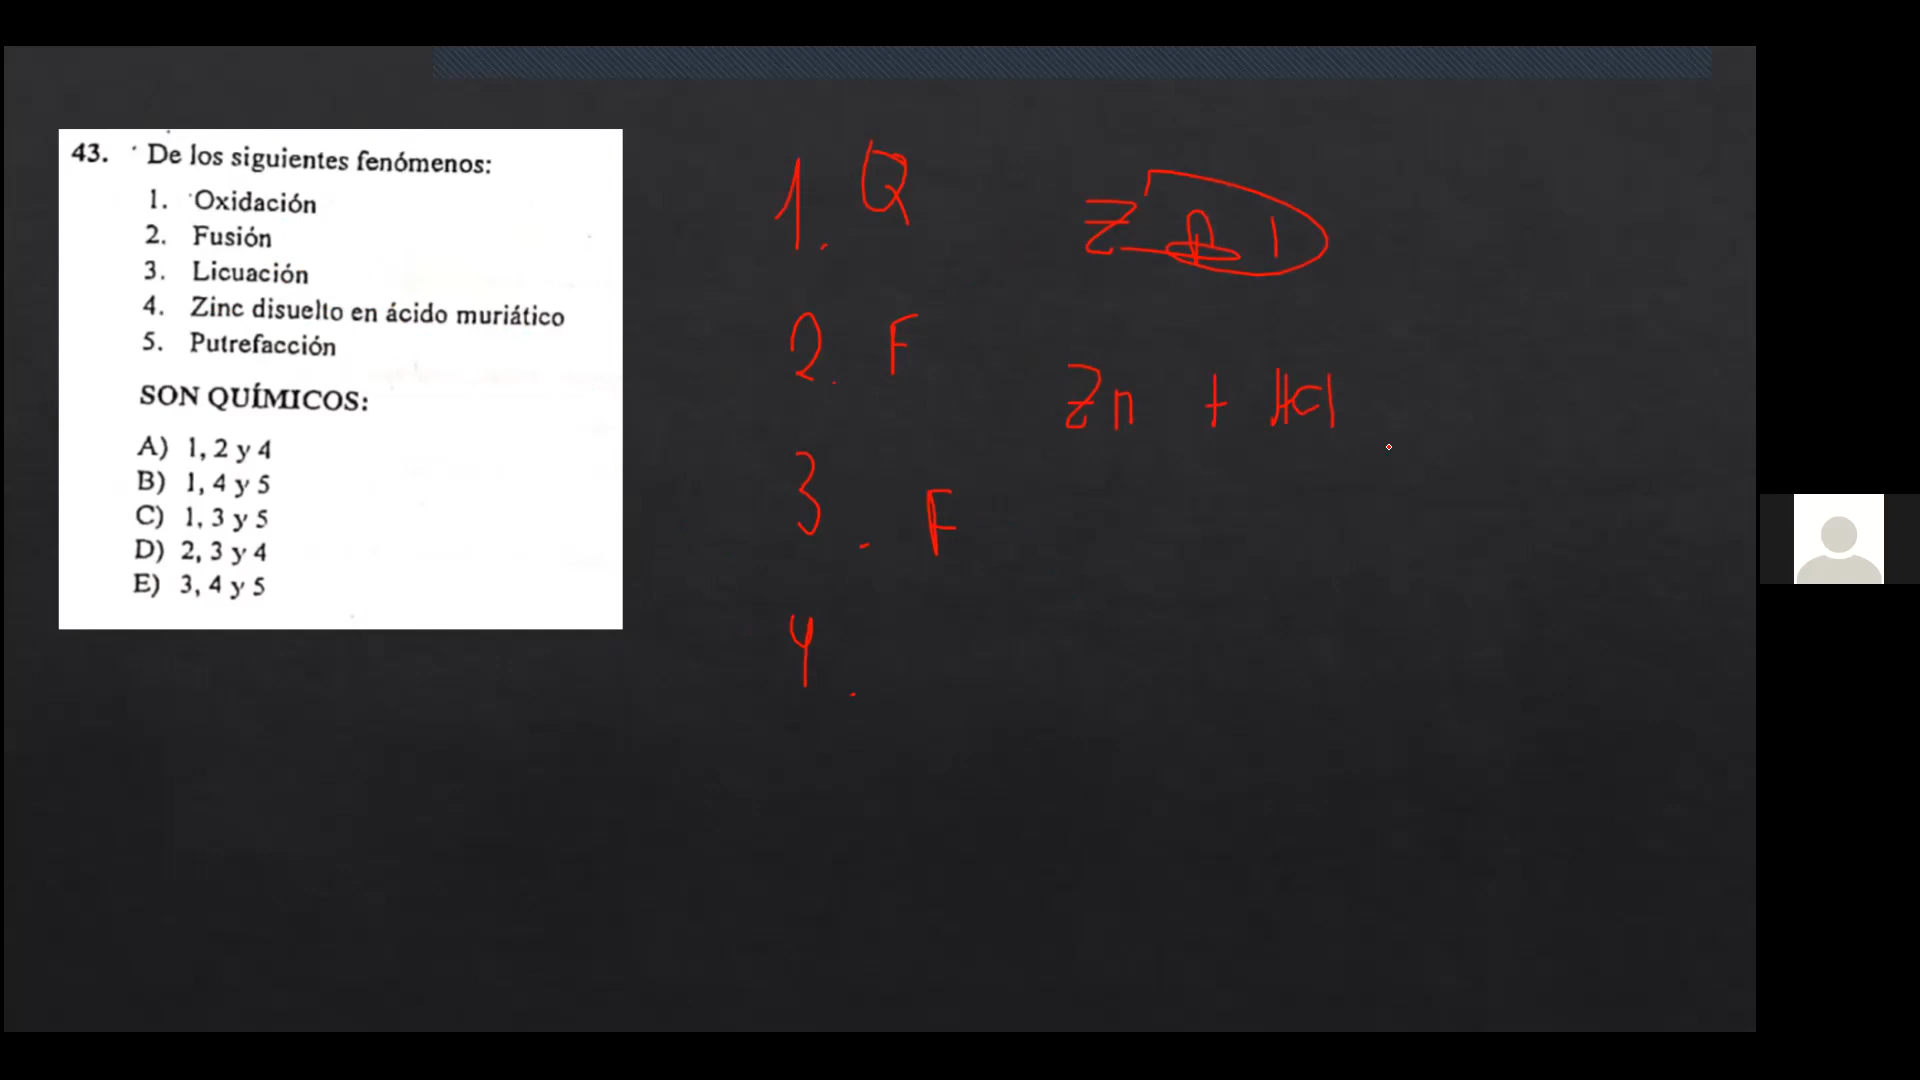 43. De los siguientes fenómenos:
1. Oxidación
2. Fusión
3. Licuación
4. Zinc disuelto en ácido muriático
5. Putrefacción
SON QUÍMICOS:
A) 1, 2 y 4
B) 1, 4 y 5
C) 1, 3 y 5
D) 2, 3 y 4
E) 3, 4 y 5
1. Q
2. F
3. F
4.
Zn + HCl